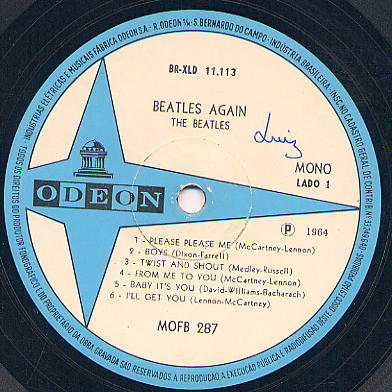 INDÚSTRIAS ELÉTRICAS E MUSICAIS FÁBRICA ODEON S.A. - R. ODEON S/N - S. BERNARDO DO CAMPO - INDÚSTRIA BRASILEIRA - INSC. NO CADASTRO GERAL DE CONTRIB. Nº
BR-XLD 11.113
BEATLES AGAIN
THE BEATLES
Luiz
MONO
LADO 1
ODEON
P 1964
1 - PLEASE PLEASE ME (McCartney-Lennon)
2 - BOYS (Dixon-Farrell)
3 - TWIST AND SHOUT (Medley-Russell)
4 - FROM ME TO YOU (McCartney-Lennon)
5 - BABY IT'S YOU (David-Williams-Bacharach)
6 - I'LL GET YOU (Lennon-McCartney)
MOFB 287
TODOS OS DIREITOS DO PRODUTOR FONOGRÁFICO E DO PROPRIETÁRIO DA OBRA GRAVADA SÃO RESERVADOS. A REPRODUÇÃO, A EXECUÇÃO PÚBLICA E RADIODIFUSÃO DESTE DISCO ESTÃO PROIBIDAS